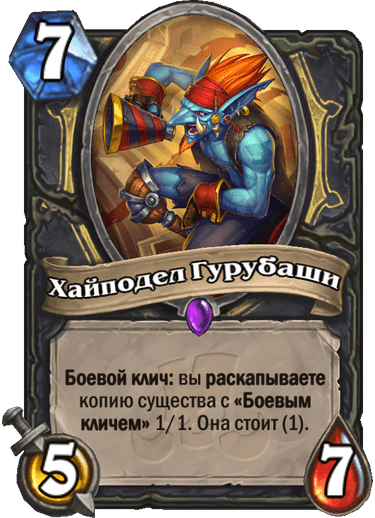 7
Хайподел Гурубаши
Боевой клич: вы раскапываете
копию существа с «Боевым
кличем» 1/1. Она стоит (1).
5
7